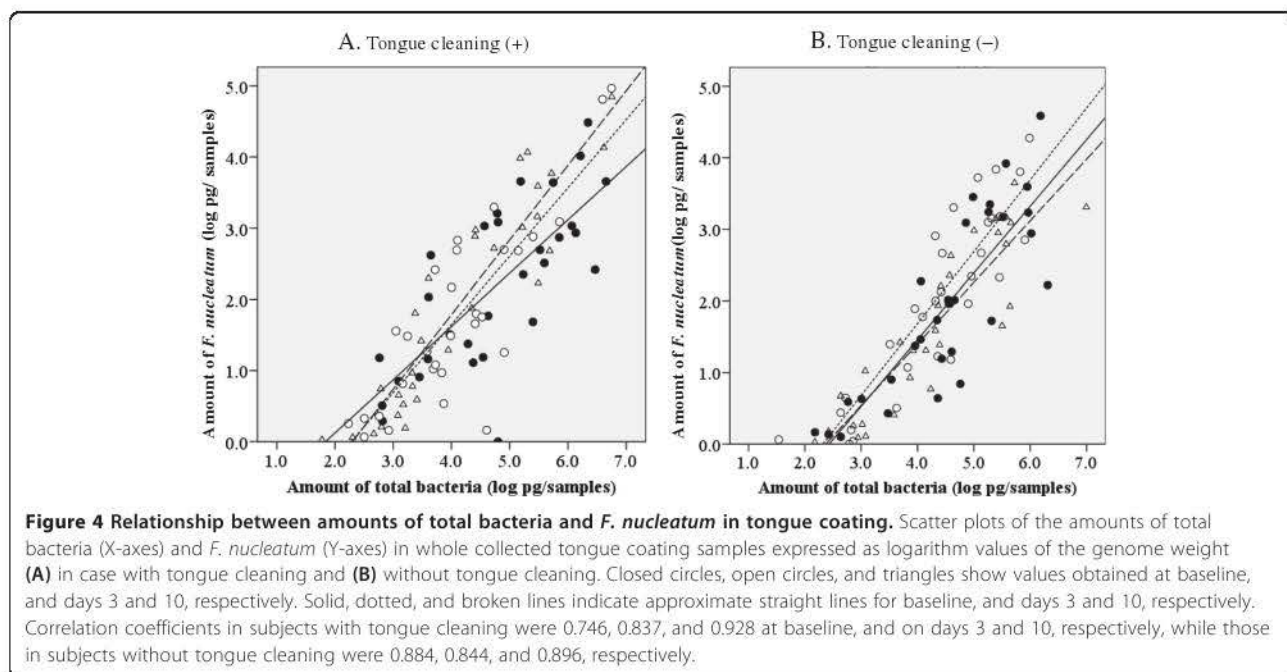 A. Tongue cleaning (+)
B. Tongue cleaning (–)
Amount of F. nucleatum (log pg/ samples)
5.0
4.0
3.0
2.0
1.0
0.0
1.0 2.0 3.0 4.0 5.0 6.0 7.0
Amount of total bacteria (log pg/samples)
Amount of F. nucleatum(log pg/ samples)
5.0
4.0
3.0
2.0
1.0
0.0
1.0 2.0 3.0 4.0 5.0 6.0 7.0
Amount of total bacteria (log pg/samples)
Figure 4 Relationship between amounts of total bacteria and F. nucleatum in tongue coating. Scatter plots of the amounts of total
bacteria (X-axes) and F. nucleatum (Y-axes) in whole collected tongue coating samples expressed as logarithm values of the genome weight
(A) in case with tongue cleaning and (B) without tongue cleaning. Closed circles, open circles, and triangles show values obtained at baseline,
and days 3 and 10, respectively. Solid, dotted, and broken lines indicate approximate straight lines for baseline, and days 3 and 10, respectively.
Correlation coefficients in subjects with tongue cleaning were 0.746, 0.837, and 0.928 at baseline, and on days 3 and 10, respectively, while those
in subjects without tongue cleaning were 0.884, 0.844, and 0.896, respectively.